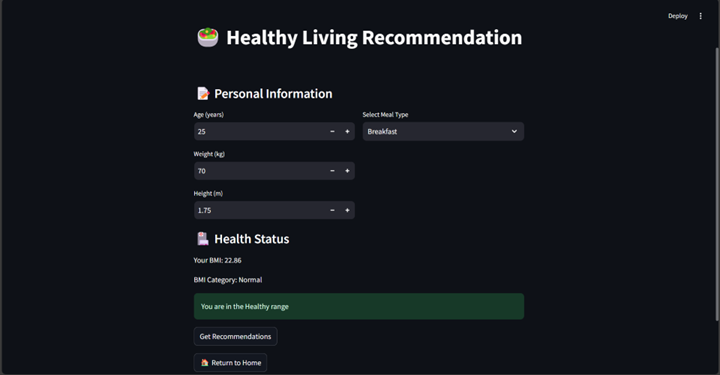 Deploy
Healthy Living Recommendation
Personal Information
Age (years)
25
Select Meal Type
Breakfast
Weight (kg)
70
Height (m)
1.75
Health Status
Your BMI: 22.86
BMI Category: Normal
You are in the Healthy range
Get Recommendations
Return to Home